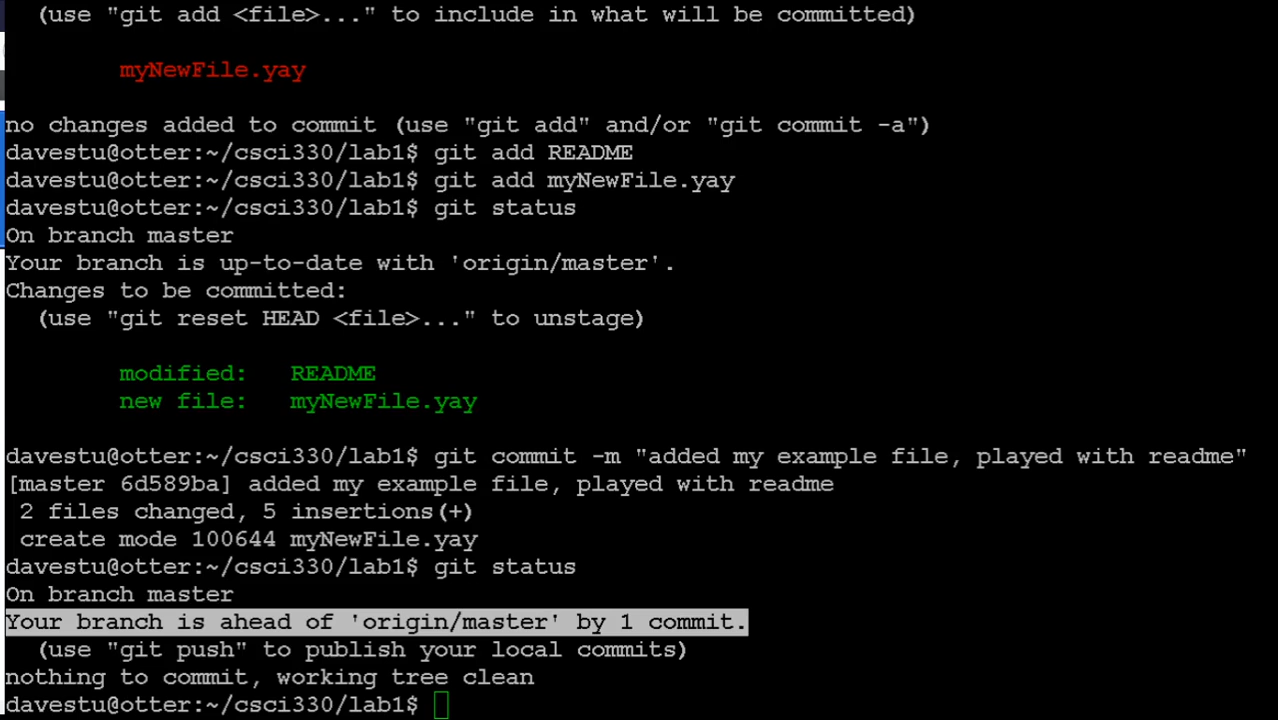 (use "git add <file>..." to include in what will be committed)
myNewFile.yay
no changes added to commit (use "git add" and/or "git commit -a")
davestu@otter:~/csci330/lab1$ git add README
davestu@otter:~/csci330/lab1$ git add myNewFile.yay
davestu@otter:~/csci330/lab1$ git status
On branch master
Your branch is up-to-date with 'origin/master'.
Changes to be committed:
(use "git reset HEAD <file>..." to unstage)
modified: README
new file: myNewFile.yay
davestu@otter:~/csci330/lab1$ git commit -m "added my example file, played with readme"
[master 6d589ba] added my example file, played with readme
2 files changed, 5 insertions(+)
create mode 100644 myNewFile.yay
davestu@otter:~/csci330/lab1$ git status
On branch master
Your branch is ahead of 'origin/master' by 1 commit.
(use "git push" to publish your local commits)
nothing to commit, working tree clean
davestu@otter:~/csci330/lab1$